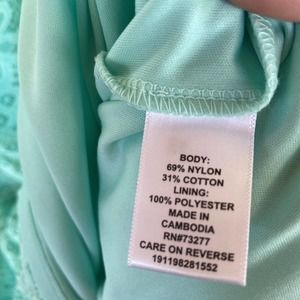 BODY:
69% NYLON
31% COTTON
LINING:
100% POLYESTER
MADE IN
CAMBODIA
RN#73277
CARE ON REVERSE
191198281552